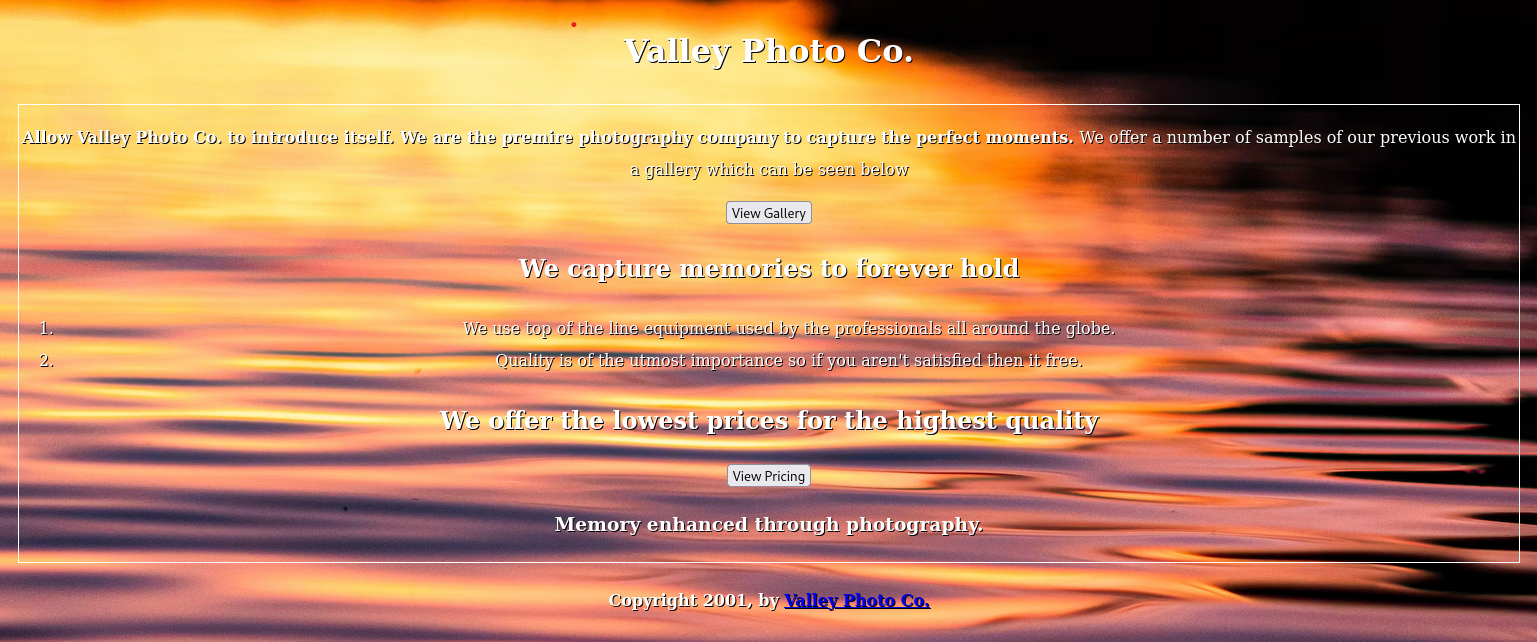 Valley Photo Co.
Allow Valley Photo Co. to introduce itself. We are the premire photography company to capture the perfect moments. We offer a number of samples of our previous work in
a gallery which can be seen below
View Gallery
We capture memories to forever hold
1. We use top of the line equipment used by the professionals all around the globe.
2. Quality is of the utmost importance so if you aren't satisfied then it free.
We offer the lowest prices for the highest quality
View Pricing
Memory enhanced through photography.
Copyright 2001, by Valley Photo Co.